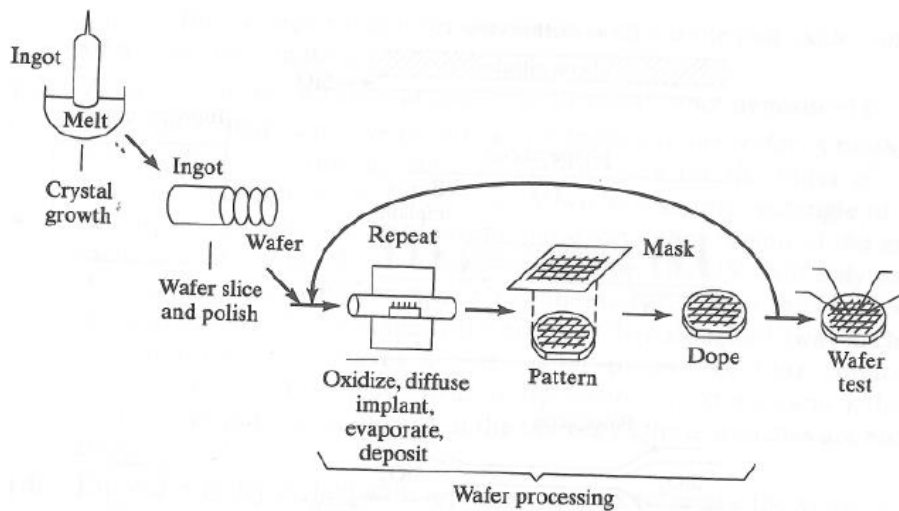 Ingot
Melt
Crystal
growth
Ingot
Wafer
Wafer slice
and polish
Repeat
Oxidize, diffuse
implant,
evaporate,
deposit
Mask
Pattern
Dope
Wafer
test
Wafer processing